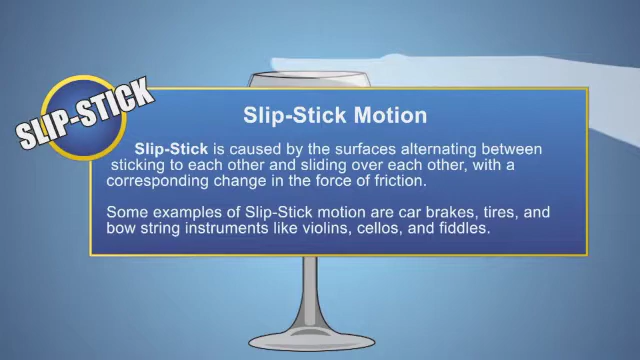 SLIP-STICK
Slip-Stick Motion
Slip-Stick is caused by the surfaces alternating between
sticking to each other and sliding over each other, with a
corresponding change in the force of friction.
Some examples of Slip-Stick motion are car brakes, tires, and
bow string instruments like violins, cellos, and fiddles.